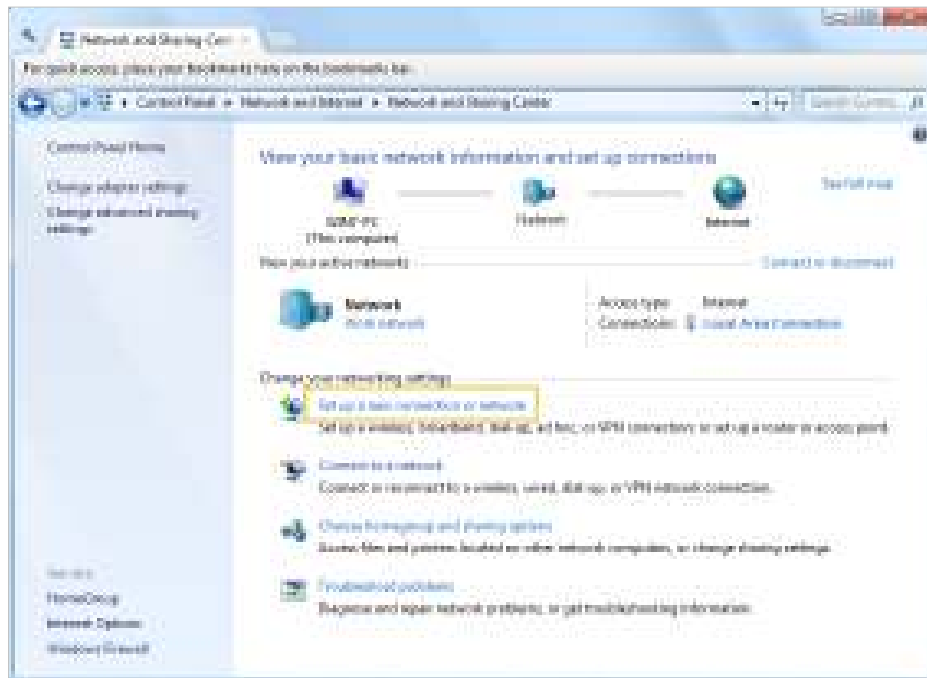 Network and Sharing Cen
For quick access, place your bookmarks here on the bookmarks bar.
Control Panel Network and Internet Network and Sharing Center
Control Panel Home
View your basic network information and set up connections
Change adapter settings
See full map
Change advanced sharing
settings
Network
Internet
(This computer)
View your active networks
Connect or disconnect
Network
Access type: Internet
Work network
Connections: Local Area Connection
Change your networking settings
Set up a new connection or network
Set up a wireless, broadband, dial-up, ad hoc, or VPN connection; or set up a router or access point.
Connect to a network
Connect or reconnect to a wireless, wired, dial-up, or VPN network connection.
Choose homegroup and sharing options
Access files and printers located on other network computers, or change sharing settings.
Troubleshoot problems
Diagnose and repair network problems, or get troubleshooting information.
See also
HomeGroup
Internet Options
Windows Firewall